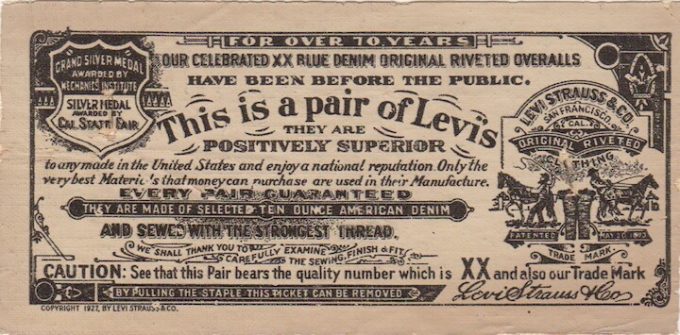 FOR OVER 70 YEARS
OUR CELEBRATED XX BLUE DENIM ORIGINAL RIVETED OVERALLS
HAVE BEEN BEFORE THE PUBLIC.
"GRAND SILVER MEDAL"
AWARDED BY
MECHANICS INSTITUTE
SILVER MEDAL
AWARDED BY
CAL. STATE FAIR
This is a pair of Levi's
THEY ARE
POSITIVELY SUPERIOR
to any made in the United States and enjoy a national reputation. Only the
very best Materials that money can purchase are used in their Manufacture.
EVERY PAIR GUARANTEED
THEY ARE MADE OF SELECTED TEN OUNCE AMERICAN DENIM
AND SEWED WITH THE STRONGEST THREAD.
WE SHALL THANK YOU TO
CAREFULLY EXAMINE
THE SEWING, FINISH & FIT
LEVI STRAUSS & CO.
SAN FRANCISCO,
CAL.
ORIGINAL RIVETED
CLOTHING
PATENTED MAY 20 1873
TRADE MARK
CAUTION: See that this Pair bears the quality number which is XX and also our Trade Mark
BY PULLING THE STAPLE THIS TICKET CAN BE REMOVED
Levi Strauss & Co
COPYRIGHT 1927, BY LEVI STRAUSS & CO.